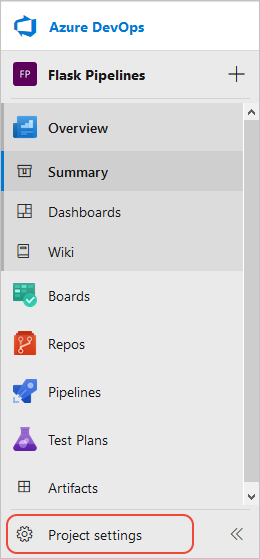 Azure DevOps
FP Flask Pipelines
Overview
Summary
Dashboards
Wiki
Boards
Repos
Pipelines
Test Plans
Artifacts
Project settings